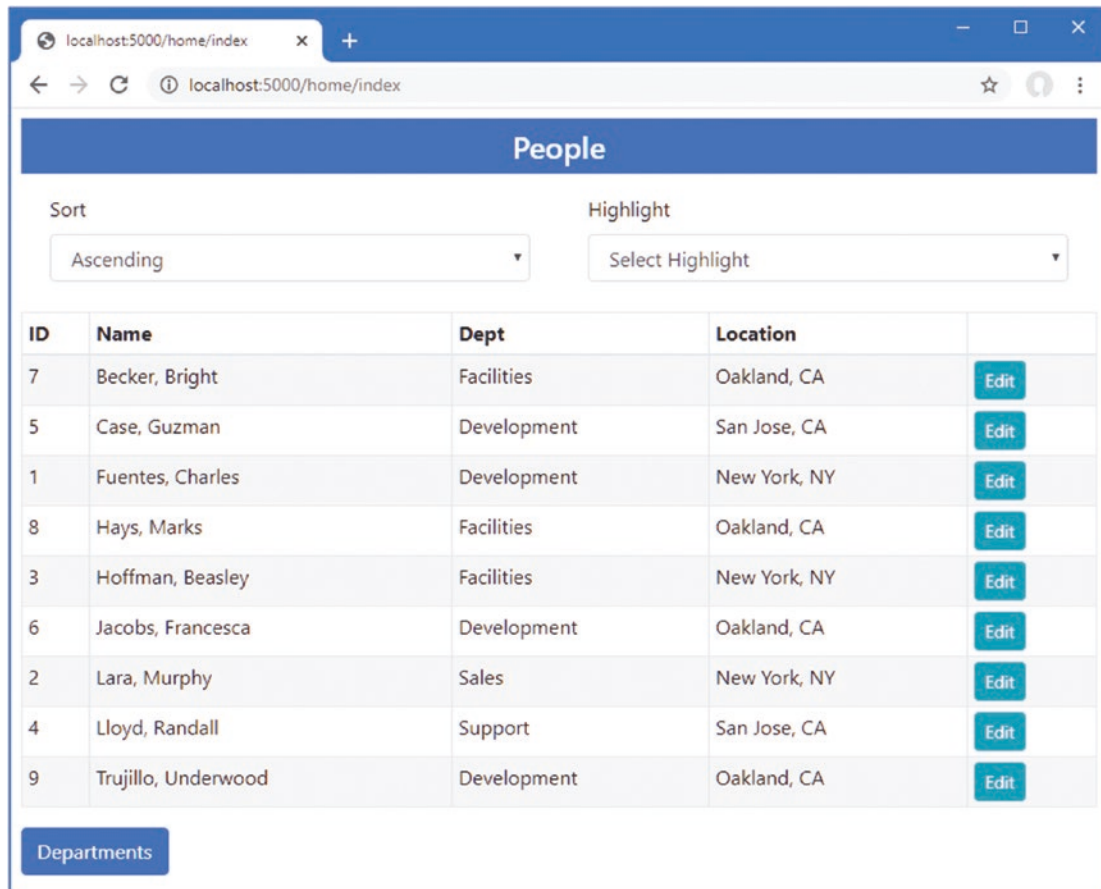 localhost:5000/home/index
localhost:5000/home/index
People
Sort Highlight
Ascending Select Highlight
ID Name Dept Location
7 Becker, Bright Facilities Oakland, CA Edit
5 Case, Guzman Development San Jose, CA Edit
1 Fuentes, Charles Development New York, NY Edit
8 Hays, Marks Facilities Oakland, CA Edit
3 Hoffman, Beasley Facilities New York, NY Edit
6 Jacobs, Francesca Development Oakland, CA Edit
2 Lara, Murphy Sales New York, NY Edit
4 Lloyd, Randall Support San Jose, CA Edit
9 Trujillo, Underwood Development Oakland, CA Edit
Departments